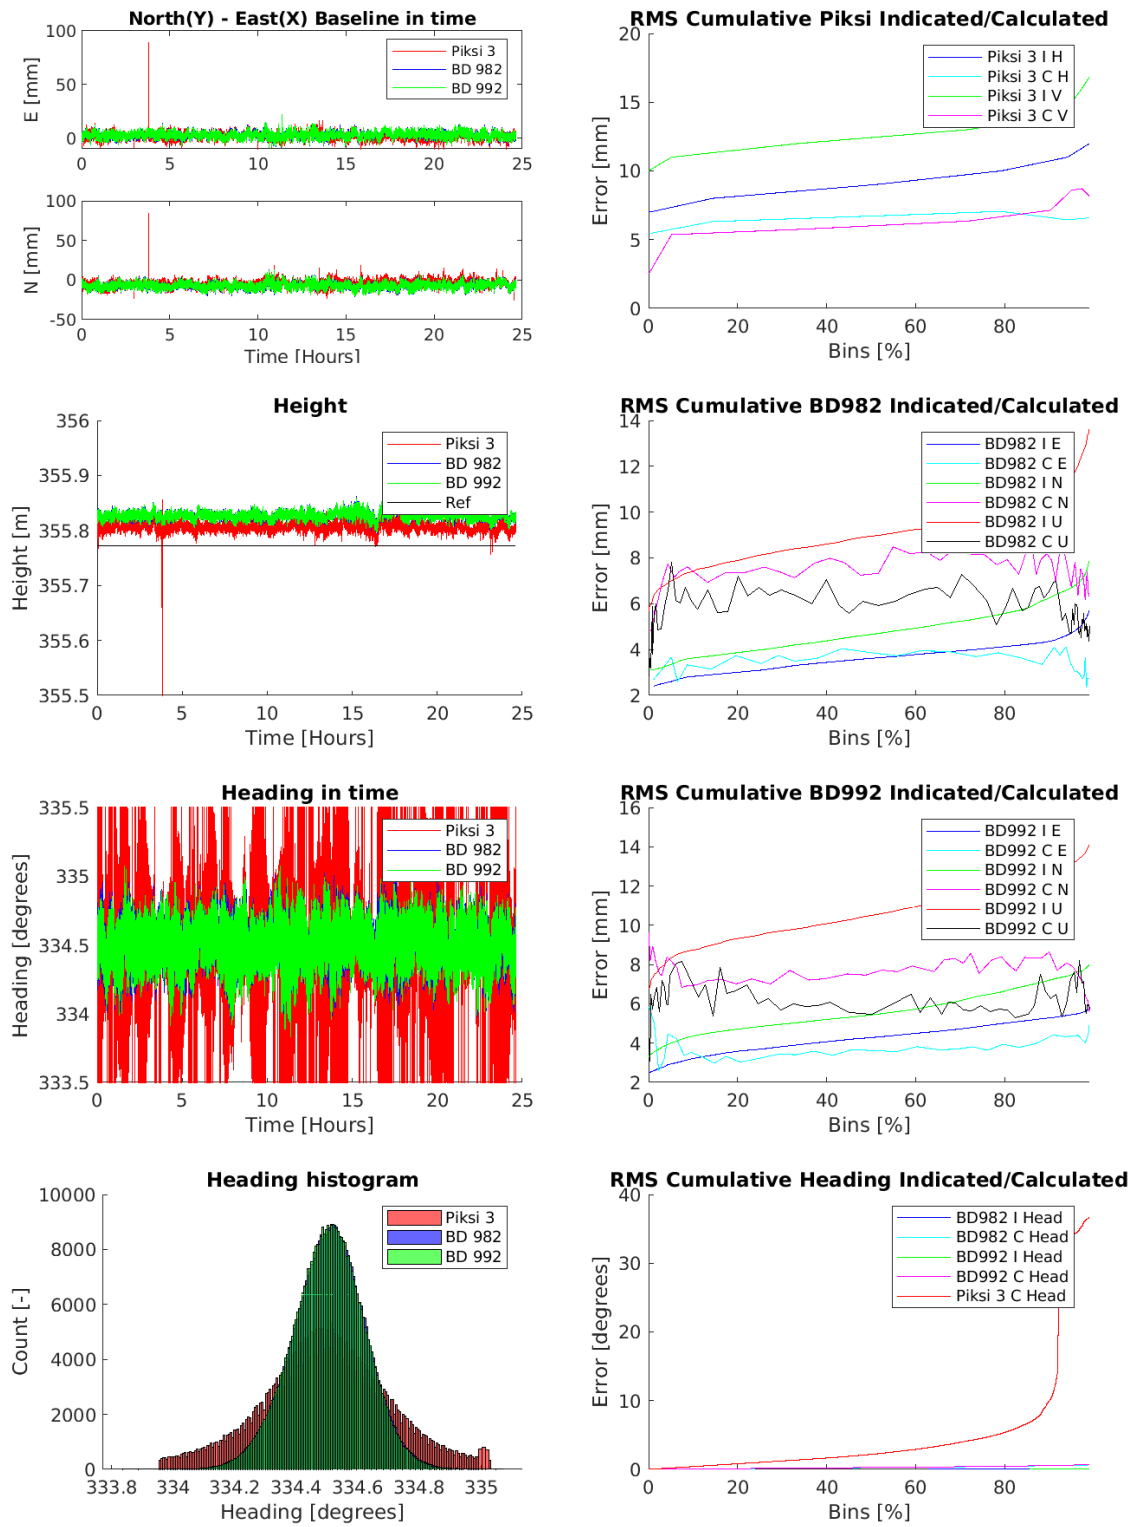 North(Y) - East(X) Baseline in time
E [mm]
100
50
0
0 5 10 15 20 25
Piksi 3
BD 982
BD 992
N [mm]
100
50
0
-50
0 5 10 15 20 25
Time [Hours]
RMS Cumulative Piksi Indicated/Calculated
Error [mm]
20
15
10
5
0
0 20 40 60 80
Bins [%]
Piksi 3 I H
Piksi 3 C H
Piksi 3 I V
Piksi 3 C V
Height
Height [m]
356
355.9
355.8
355.7
355.6
355.5
0 5 10 15 20 25
Time [Hours]
Piksi 3
BD 982
BD 992
Ref
RMS Cumulative BD982 Indicated/Calculated
Error [mm]
14
12
10
8
6
4
2
0 20 40 60 80
Bins [%]
BD982 I E
BD982 C E
BD982 I N
BD982 C N
BD982 I U
BD982 C U
Heading in time
Heading [degrees]
335.5
335
334.5
334
333.5
0 5 10 15 20 25
Time [Hours]
Piksi 3
BD 982
BD 992
RMS Cumulative BD992 Indicated/Calculated
Error [mm]
16
14
12
10
8
6
4
2
0 20 40 60 80
Bins [%]
BD992 I E
BD992 C E
BD992 I N
BD992 C N
BD992 I U
BD992 C U
Heading histogram
Count [-]
10000
8000
6000
4000
2000
0
333.8 334 334.2 334.4 334.6 334.8 335
Heading [degrees]
Piksi 3
BD 982
BD 992
RMS Cumulative Heading Indicated/Calculated
Error [degrees]
40
30
20
10
0
0 20 40 60 80
Bins [%]
BD982 I Head
BD982 C Head
BD992 I Head
BD992 C Head
Piksi 3 C Head